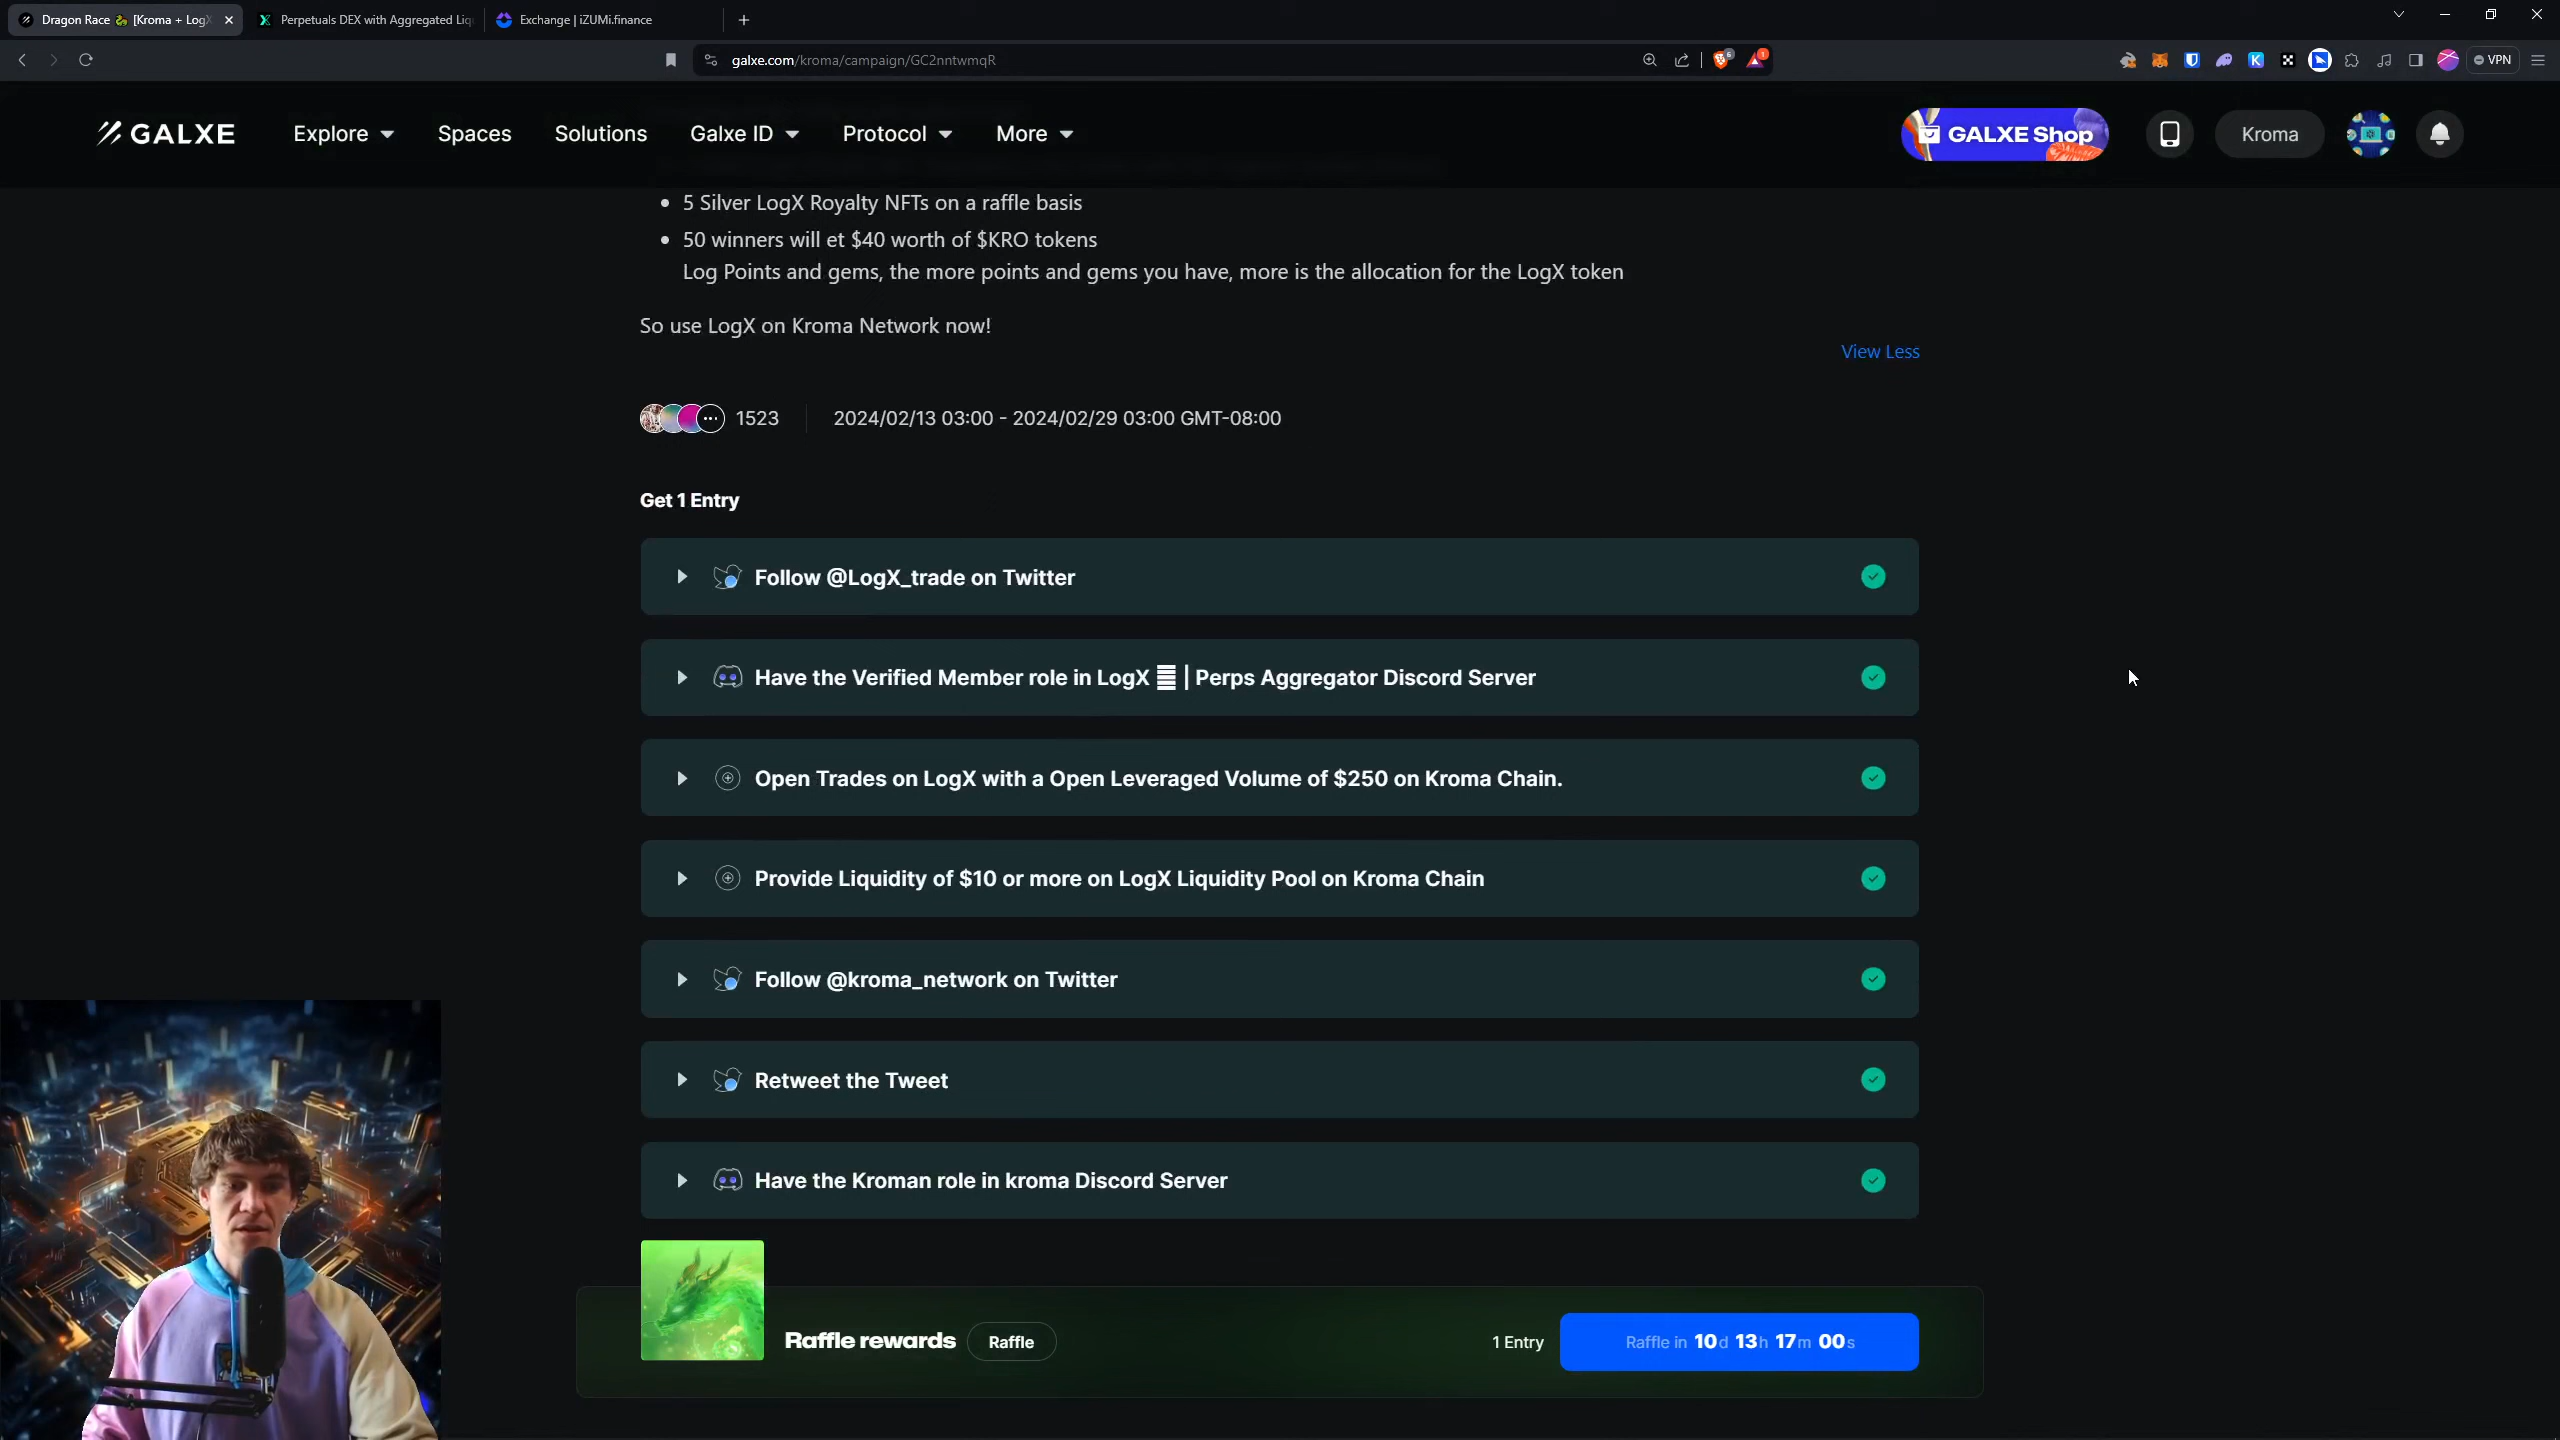 Dragon Race 🐉 [Kroma + LogX
Perpetuals DEX with Aggregated Liq
Exchange | iZUMi.finance
galxe.com/kroma/campaign/GC2nntwmqR
6
1
VPN
GALXE
Explore
Spaces
Solutions
Galxe ID
Protocol
More
GALXE Shop
Kroma
5 Silver LogX Royalty NFTs on a raffle basis
50 winners will et $40 worth of $KRO tokens
Log Points and gems, the more points and gems you have, more is the allocation for the LogX token
So use LogX on Kroma Network now!
View Less
1523
2024/02/13 03:00 - 2024/02/29 03:00 GMT-08:00
Get 1 Entry
Follow @LogX_trade on Twitter
Have the Verified Member role in LogX 𝌆 | Perps Aggregator Discord Server
Open Trades on LogX with a Open Leveraged Volume of $250 on Kroma Chain.
Provide Liquidity of $10 or more on LogX Liquidity Pool on Kroma Chain
Follow @kroma_network on Twitter
Retweet the Tweet
Have the Kroman role in kroma Discord Server
Raffle rewards
Raffle
1 Entry
Raffle in 10d 13h 17m 00s